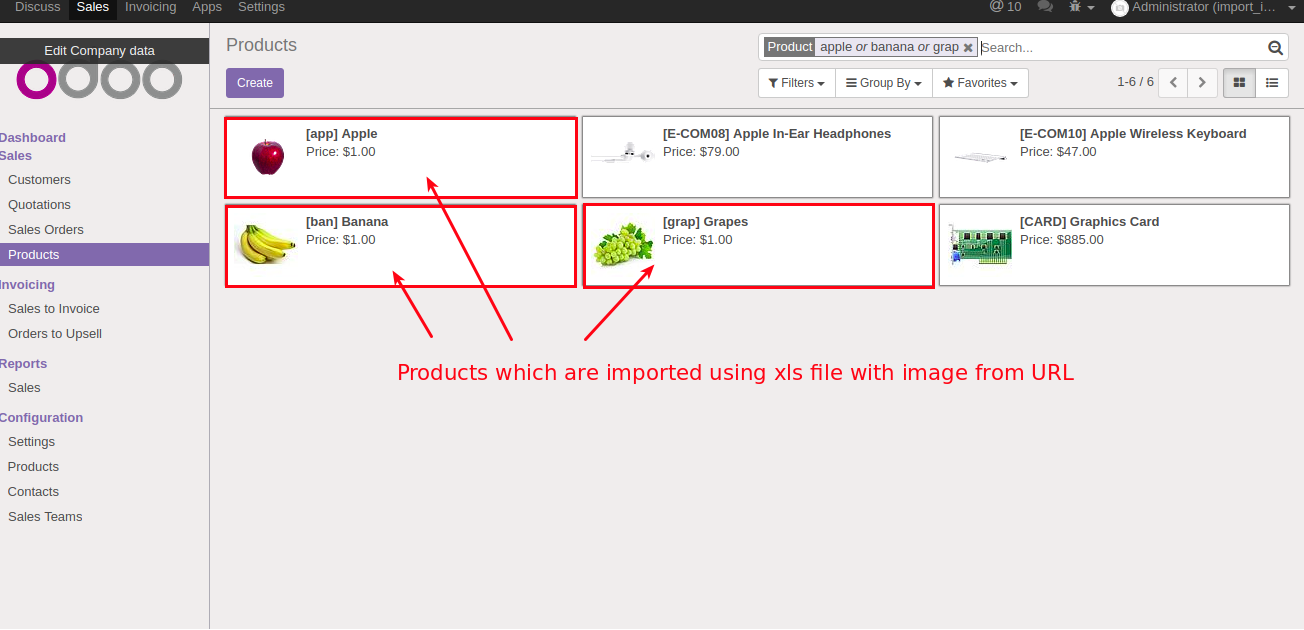 Discuss Sales Invoicing Apps Settings @ 10 Administrator (import_i...
Edit Company data
odoo
Products
Product apple or banana or grap × Search...
Create
Filters Group By Favorites 1-6 / 6
Dashboard
Sales
Customers
Quotations
Sales Orders
Products
Invoicing
Sales to Invoice
Orders to Upsell
Reports
Sales
Configuration
Settings
Products
Contacts
Sales Teams
[app] Apple
Price: $1.00
[E-COM08] Apple In-Ear Headphones
Price: $79.00
[E-COM10] Apple Wireless Keyboard
Price: $47.00
[ban] Banana
Price: $1.00
[grap] Grapes
Price: $1.00
[CARD] Graphics Card
Price: $885.00
Products which are imported using xls file with image from URL